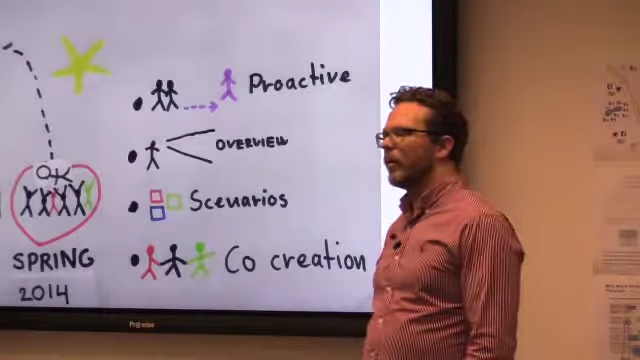 Proactive
OVERVIEW
Scenarios
Co creation
SPRING
2014